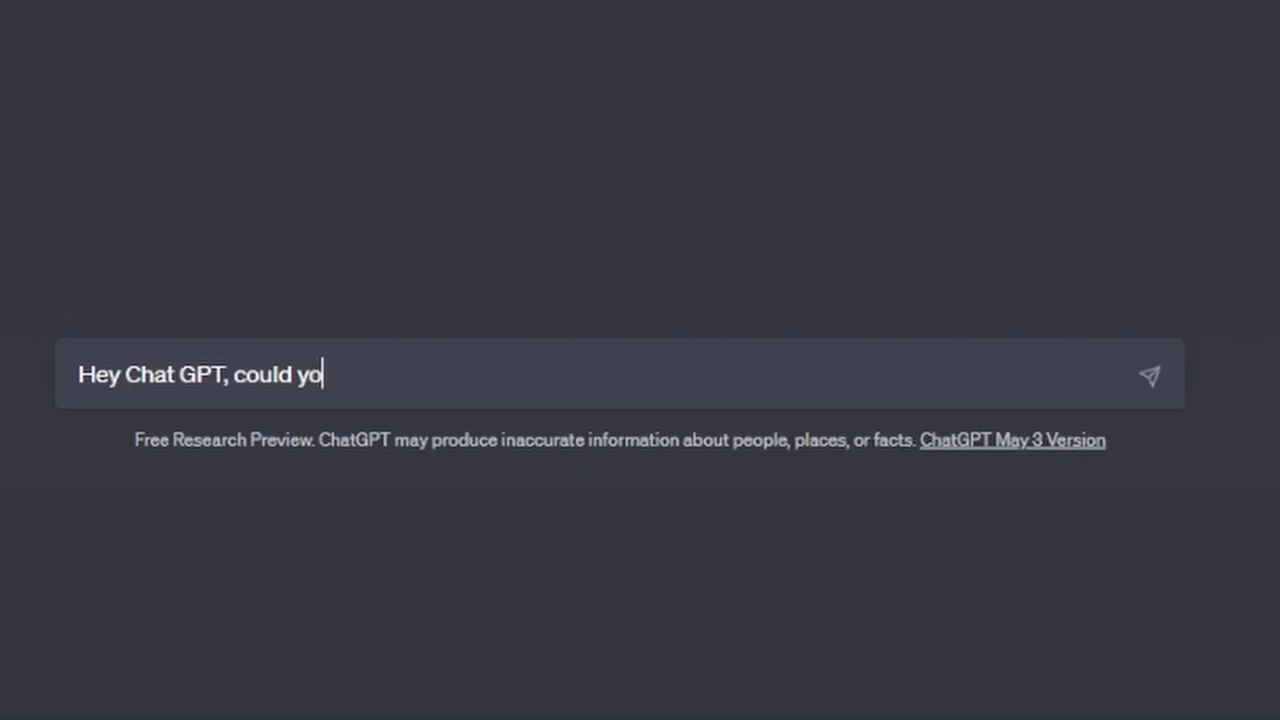 Hey Chat GPT, could yo
Free Research Preview. ChatGPT may produce inaccurate information about people, places, or facts. ChatGPT May 3 Version